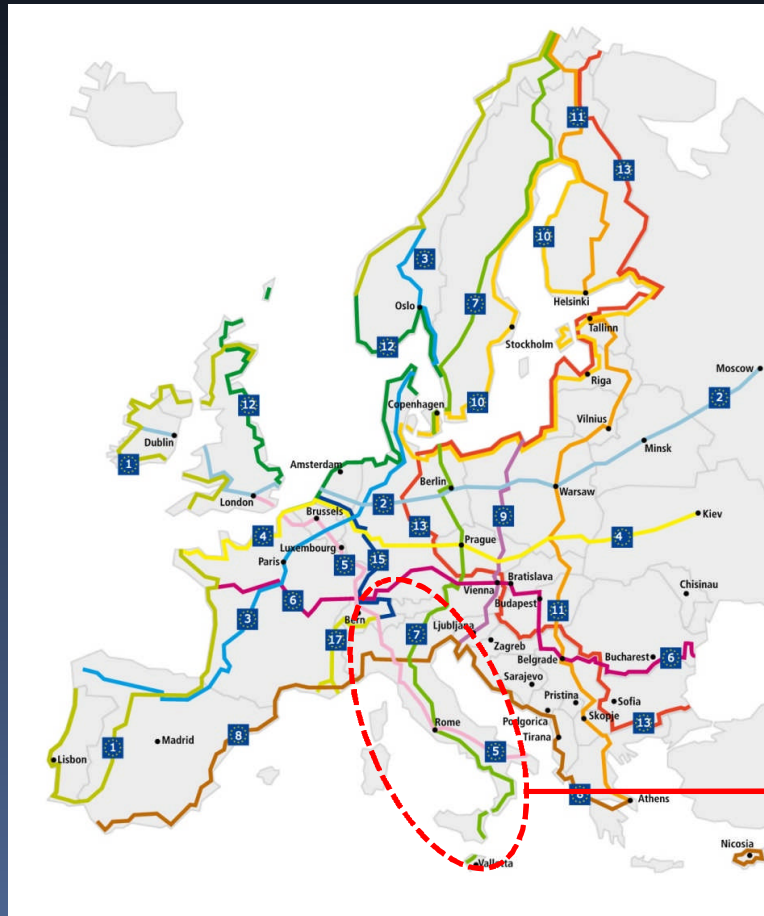 11
13
3
10
7
Helsinki
Oslo
Tallinn
Stockholm
12
Riga
Moscow
2
12
Copenhagen
10
Vilnius
Dublin
Minsk
1
Amsterdam
Berlin
London
2
Warsaw
Brussels
9
Kiev
13
4
4
Prague
Luxembourg
Paris
5
15
Vienna
Bratislava
Chisinau
6
Budapest
3
Bern
11
17
7
Ljubljana
Zagreb
Belgrade
Bucharest
6
Sarajevo
Pristina
Sofia
Rome
Podgorica
Skopje
13
1
Madrid
8
Tirana
5
Lisbon
8
Athens
Nicosia
Valletta